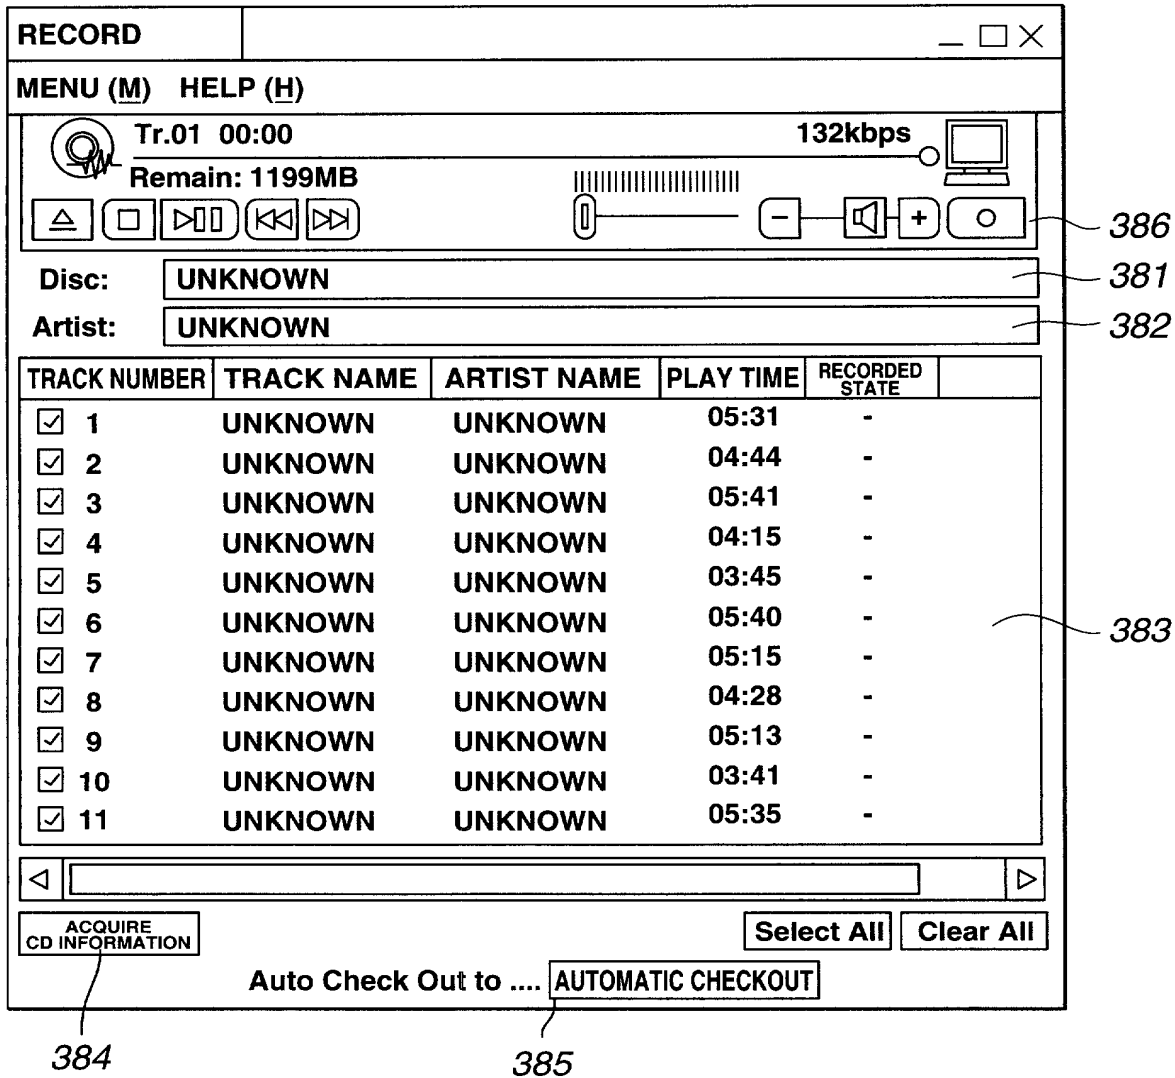 RECORD
MENU (M) HELP (H)
Tr.01 00:00 132kbps
Remain: 1199MB
- +
386
Disc: UNKNOWN 381
Artist: UNKNOWN 382
TRACK NUMBER TRACK NAME ARTIST NAME PLAY TIME RECORDED STATE
1 UNKNOWN UNKNOWN 05:31 -
2 UNKNOWN UNKNOWN 04:44 -
3 UNKNOWN UNKNOWN 05:41 -
4 UNKNOWN UNKNOWN 04:15 -
5 UNKNOWN UNKNOWN 03:45 -
6 UNKNOWN UNKNOWN 05:40 -
383
7 UNKNOWN UNKNOWN 05:15 -
8 UNKNOWN UNKNOWN 04:28 -
9 UNKNOWN UNKNOWN 05:13 -
10 UNKNOWN UNKNOWN 03:41 -
11 UNKNOWN UNKNOWN 05:35 -
ACQUIRE
CD INFORMATION
Select All Clear All
Auto Check Out to .... AUTOMATIC CHECKOUT
384 385